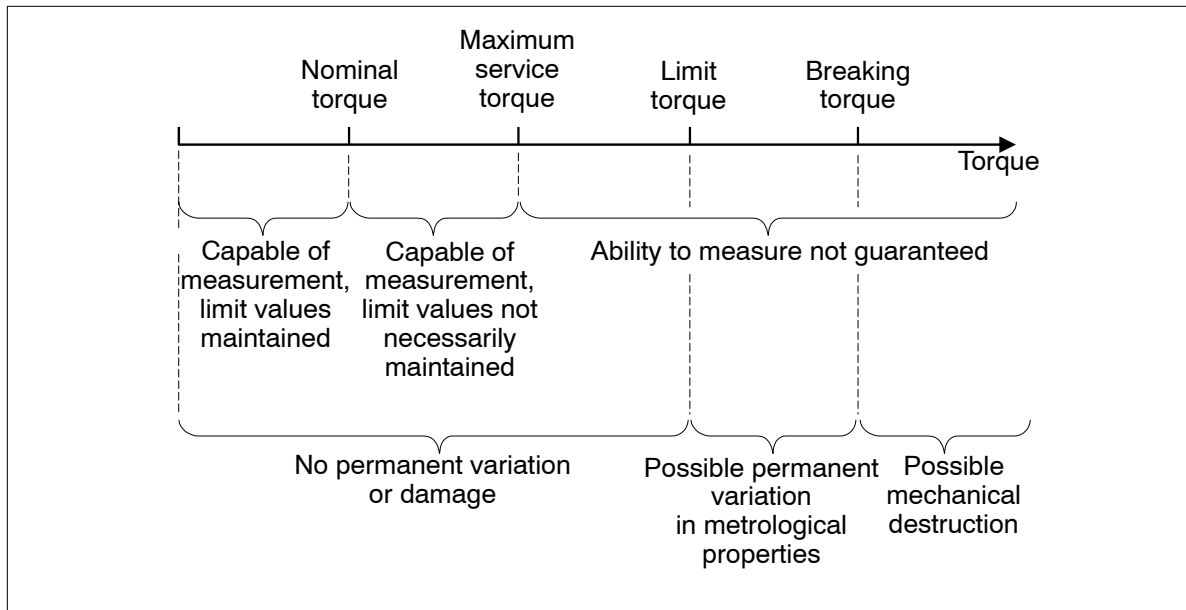 Nominal
torque
Maximum
service
torque
Limit
torque
Breaking
torque
Torque
Capable of
measurement,
limit values
maintained
Capable of
measurement,
limit values not
necessarily
maintained
Ability to measure not guaranteed
No permanent variation
or damage
Possible permanent
variation
in metrological
properties
Possible
mechanical
destruction